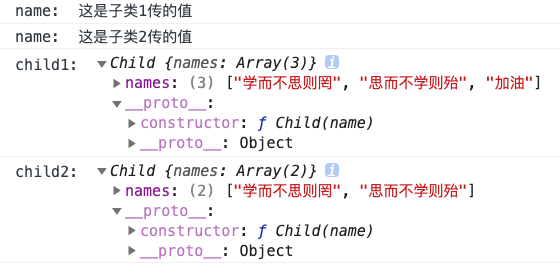 name:  这是子类1传的值
name:  这是子类2传的值
child1:  ▼Child {names: Array(3)} i
▶names: (3) ["学而不思则罔", "思而不学则殆", "加油"]
▼__proto__:
▶constructor: ƒ Child(name)
▶__proto__: Object
child2:  ▼Child {names: Array(2)} i
▶names: (2) ["学而不思则罔", "思而不学则殆"]
▼__proto__:
▶constructor: ƒ Child(name)
▶__proto__: Object